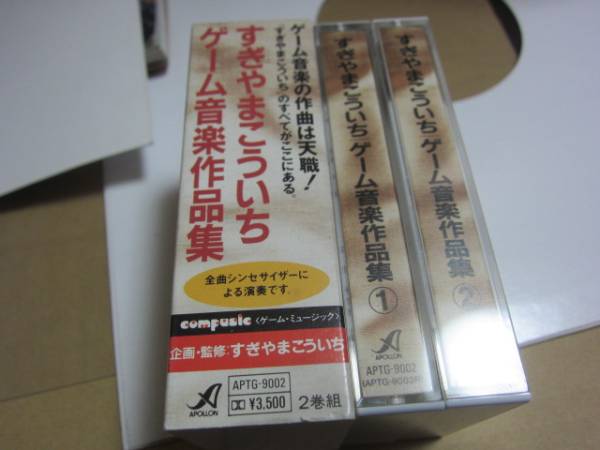 ゲーム音楽の作曲は天職!
“すぎやまこういち”のすべてがここにある。
すぎやまこういち
ゲーム音楽作品集
全曲シンセサイザーに
よる演奏です。
compusic〈ゲーム・ミュージック〉
企画・監修:すぎやまこういち
APOLLON
APTG-9002
¥3,500
2巻組
すぎやまこういち ゲーム音楽作品集 ①
APOLLON
APTG-9002
すぎやまこういち ゲーム音楽作品集 ②
APOLLON